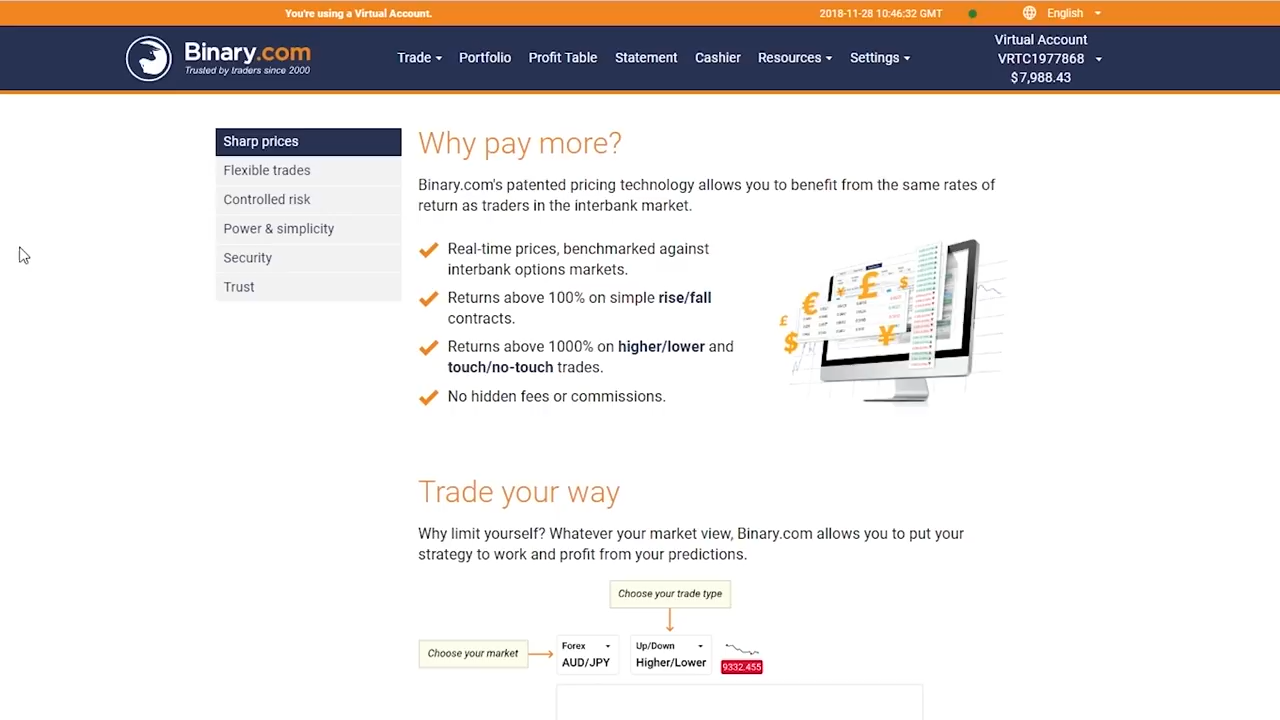 You're using a Virtual Account.
2018-11-28 10:46:32 GMT
English
Binary.com
Trusted by traders since 2000
Trade
Portfolio
Profit Table
Statement
Cashier
Resources
Settings
Virtual Account
VRTC1977868
$7,988.43
Sharp prices
Flexible trades
Controlled risk
Power & simplicity
Security
Trust
Why pay more?
Binary.com's patented pricing technology allows you to benefit from the same rates of
return as traders in the interbank market.
Real-time prices, benchmarked against
interbank options markets.
Returns above 100% on simple rise/fall
contracts.
Returns above 1000% on higher/lower and
touch/no-touch trades.
No hidden fees or commissions.
Trade your way
Why limit yourself? Whatever your market view, Binary.com allows you to put your
strategy to work and profit from your predictions.
Choose your trade type
Choose your market
Forex
AUD/JPY
Up/Down
Higher/Lower
9332.455